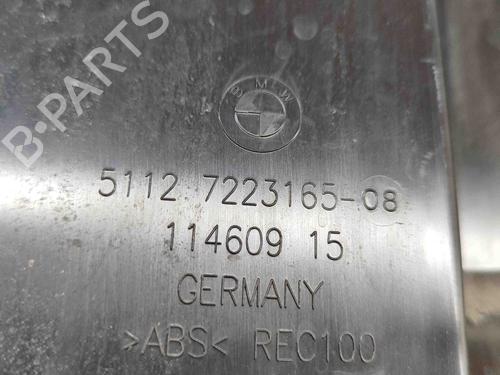 B-PARTS
BMW
5112 7223165-08
114609 15
GERMANY
>ABS< REC100